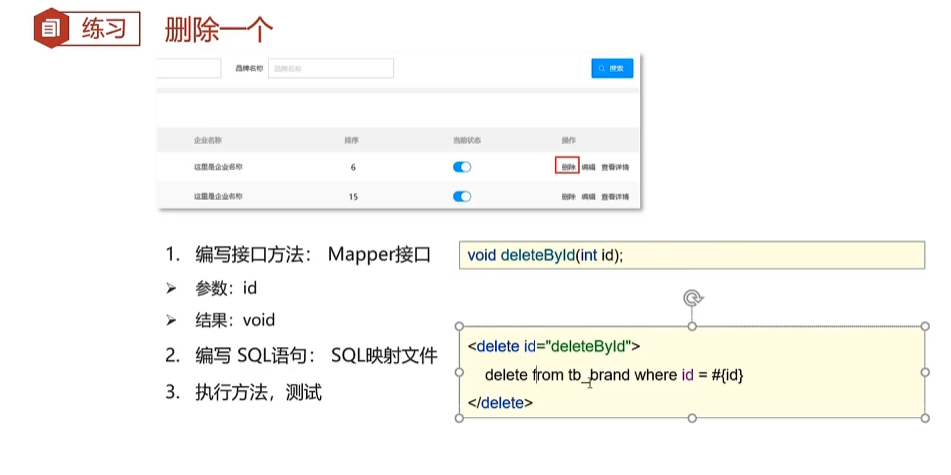 练习 删除一个
品牌名称 品牌名称 搜索
企业名称 排序 当前状态 操作
这里是企业名称 6 删除 编辑 查看详情
这里是企业名称 15 删除 编辑 查看详情
1. 编写接口方法： Mapper接口
void deleteById(int id);
➢ 参数：id
➢ 结果：void
2. 编写 SQL语句： SQL映射文件
3. 执行方法，测试
<delete id="deleteById">
delete from tb_brand where id = #{id}
</delete>